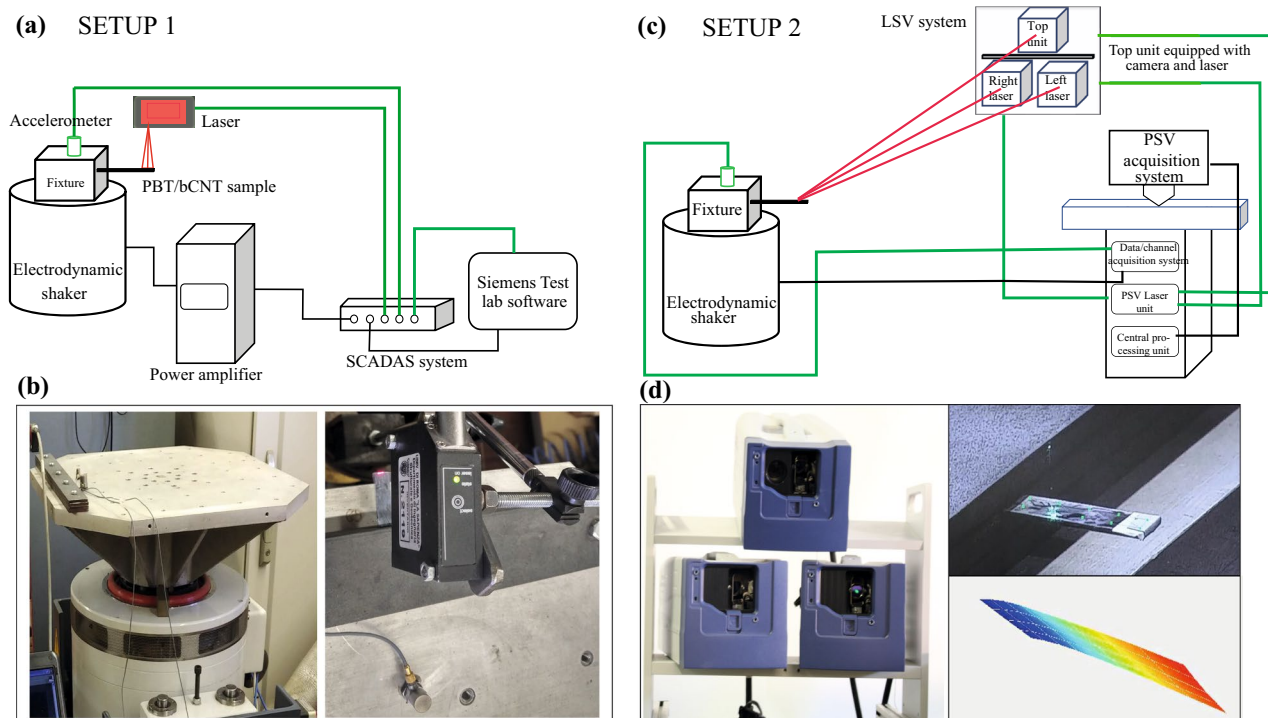 (a) SETUP 1
Accelerometer
Laser
Fixture
PBT/bCNT sample
Electrodynamic
shaker
Siemens Test
lab software
SCADAS system
Power amplifier
(b)
(c) SETUP 2
LSV system
Top
unit
Top unit equipped with
camera and laser
Right
laser
Left
laser
PSV
acquisition
system
Fixture
Data/channel
acquisition system
Electrodynamic
shaker
PSV Laser
unit
Central pro-
cessing unit
(d)